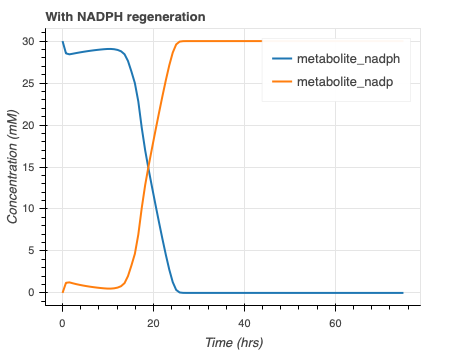 With NADPH regeneration
metabolite_nadph
metabolite_nadp
Concentration (mM)
30
25
20
15
10
5
0
0 20 40 60
Time (hrs)